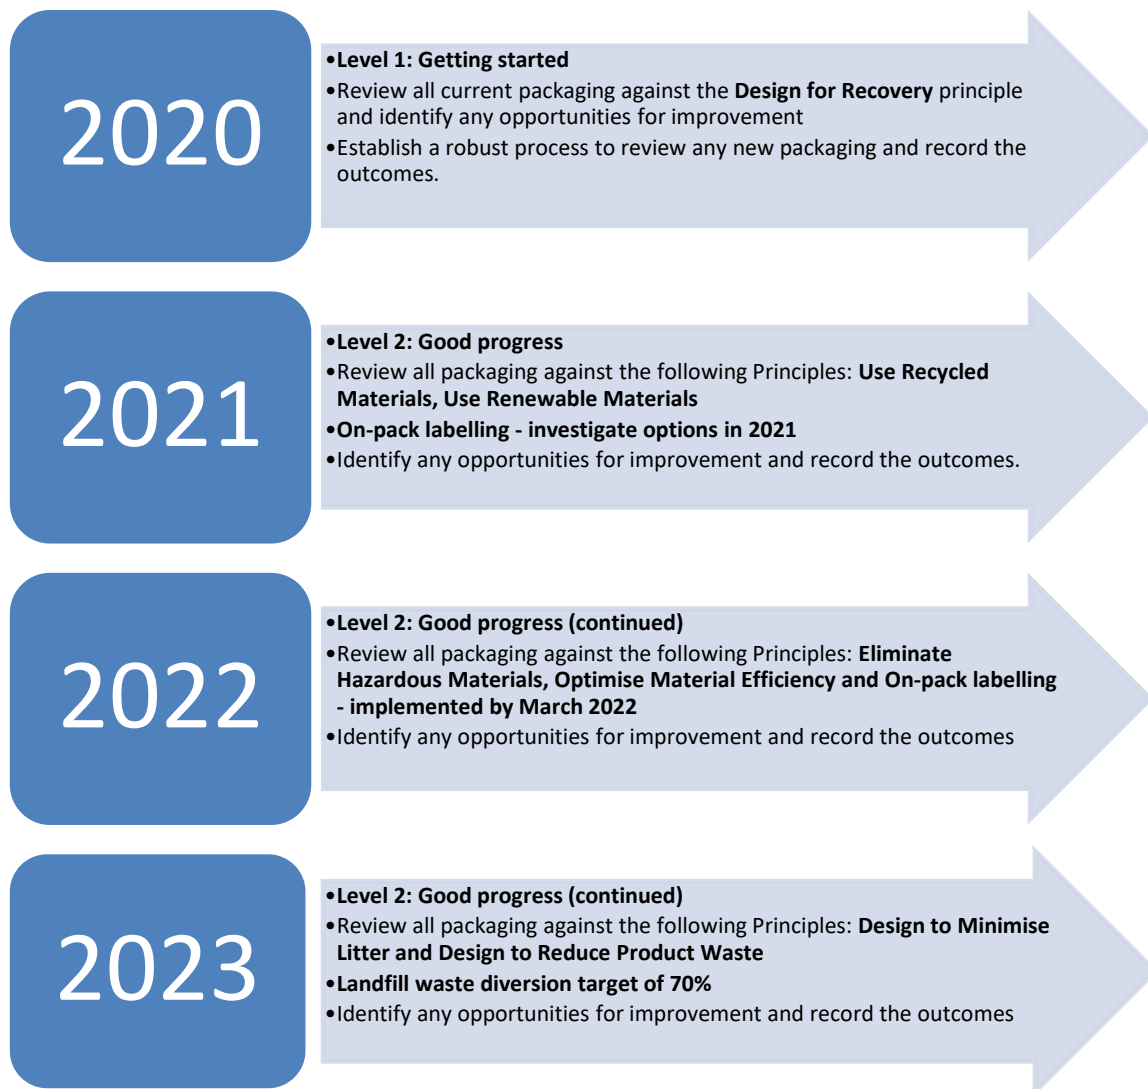 2020
•Level 1: Getting started
•Review all current packaging against the Design for Recovery principle
and identify any opportunities for improvement
•Establish a robust process to review any new packaging and record the
outcomes.
2021
•Level 2: Good progress
•Review all packaging against the following Principles: Use Recycled
Materials, Use Renewable Materials
•On-pack labelling - investigate options in 2021
•Identify any opportunities for improvement and record the outcomes.
2022
•Level 2: Good progress (continued)
•Review all packaging against the following Principles: Eliminate
Hazardous Materials, Optimise Material Efficiency and On-pack labelling
- implemented by March 2022
•Identify any opportunities for improvement and record the outcomes
2023
•Level 2: Good progress (continued)
•Review all packaging against the following Principles: Design to Minimise
Litter and Design to Reduce Product Waste
•Landfill waste diversion target of 70%
•Identify any opportunities for improvement and record the outcomes